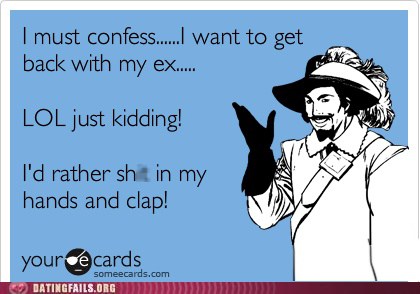 I must confess......I want to get
back with my ex.....
LOL just kidding!
I'd rather sh in my
hands and clap!
your e cards
someecards.com
DATINGFAILS.ORG